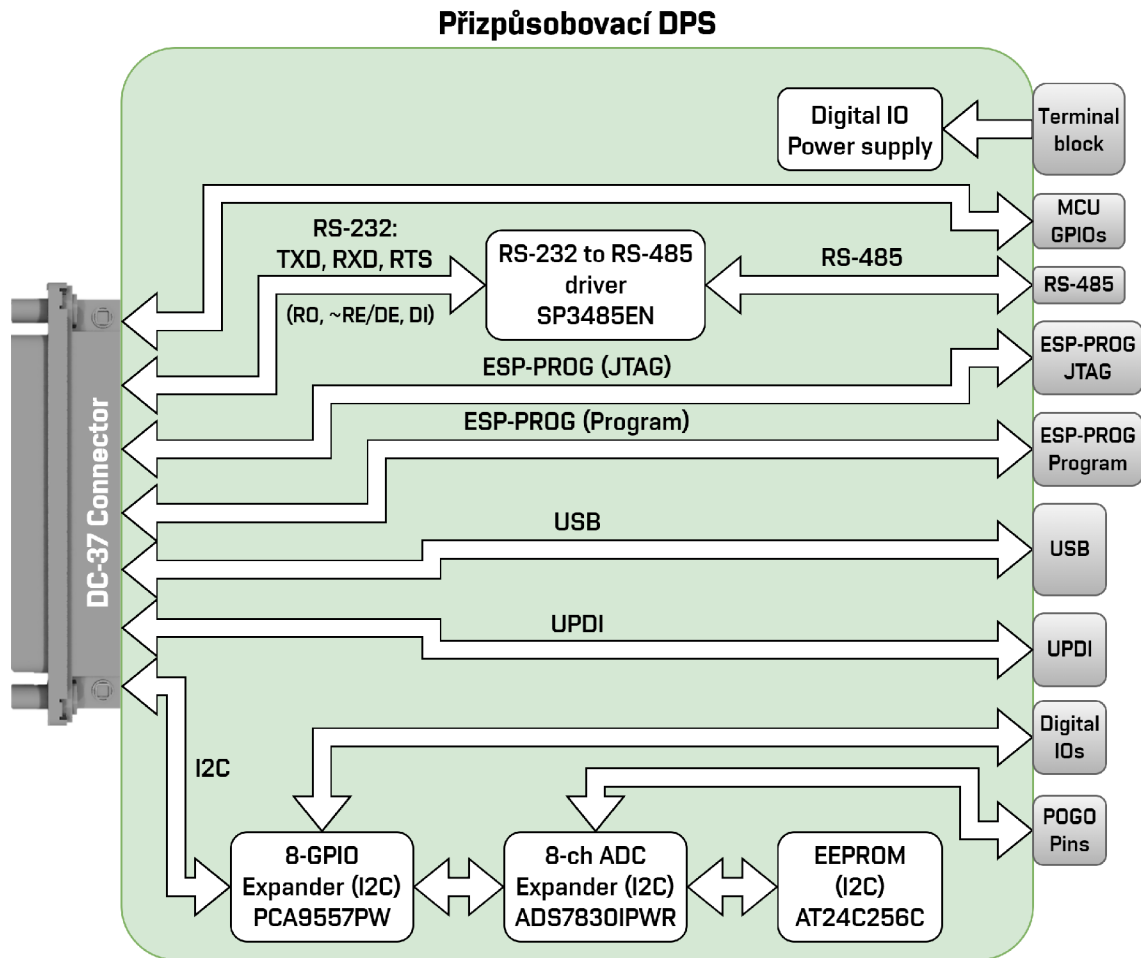 Přizpůsobovací DPS
Digital IO
Power supply
Terminal
block
MCU
GPIOs
RS-232:
TXD, RXD, RTS
(RO, ~RE/DE, DI)
RS-232 to RS-485
driver
SP3485EN
RS-485
RS-485
ESP-PROG (JTAG)
ESP-PROG
JTAG
ESP-PROG (Program)
ESP-PROG
Program
DC-37 Connector
USB
USB
UPDI
UPDI
Digital
IOs
I2C
POGO
Pins
8-GPIO
Expander (I2C)
PCA9557PW
8-ch ADC
Expander (I2C)
ADS7830IPWR
EEPROM
(I2C)
AT24C256C